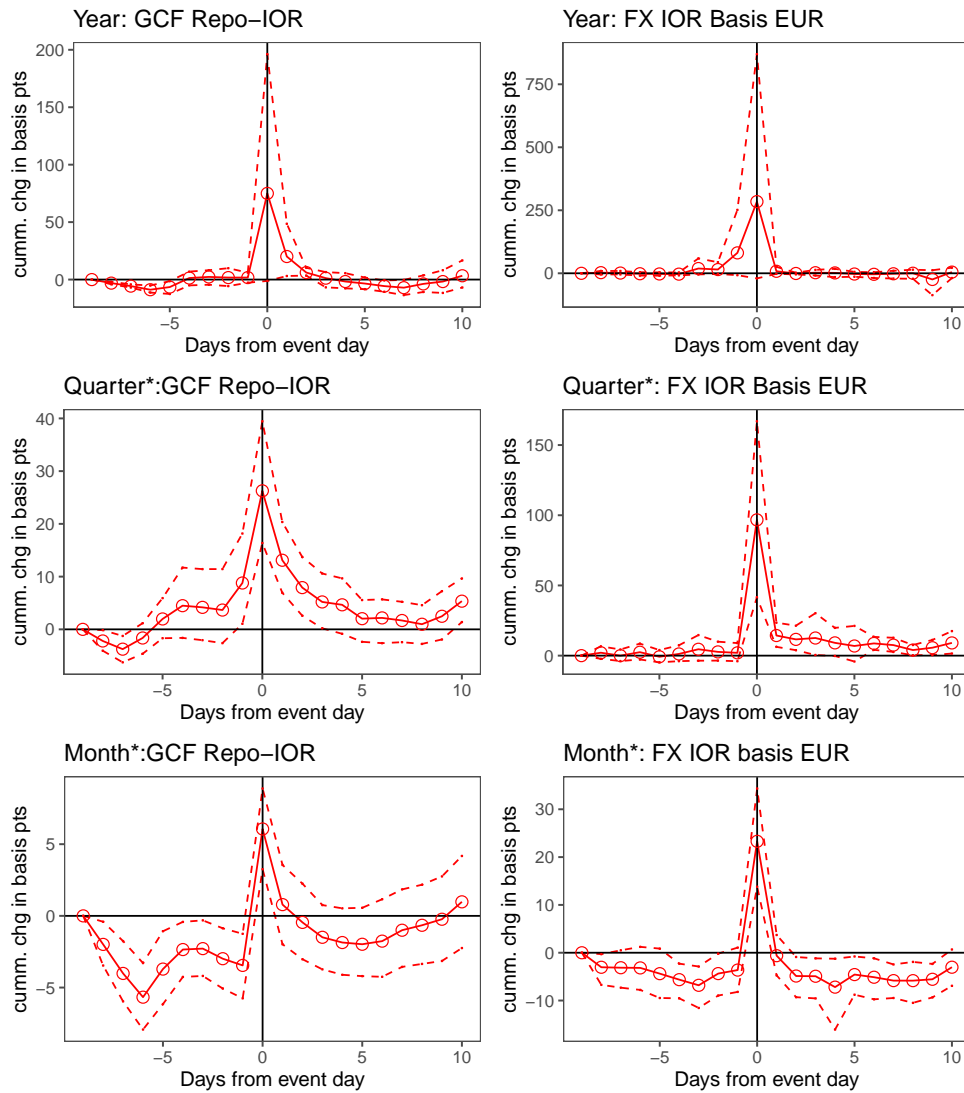 Year: GCF Repo−IOR
cumm. chg in basis pts
200
150
100
50
0
−5 0 5 10
Days from event day
Year: FX IOR Basis EUR
cumm. chg in basis pts
750
500
250
0
−5 0 5 10
Days from event day
Quarter*:GCF Repo−IOR
cumm. chg in basis pts
40
30
20
10
0
−5 0 5 10
Days from event day
Quarter*: FX IOR Basis EUR
cumm. chg in basis pts
150
100
50
0
−5 0 5 10
Days from event day
Month*:GCF Repo−IOR
cumm. chg in basis pts
5
0
−5
−5 0 5 10
Days from event day
Month*: FX IOR basis EUR
cumm. chg in basis pts
30
20
10
0
−10
−5 0 5 10
Days from event day